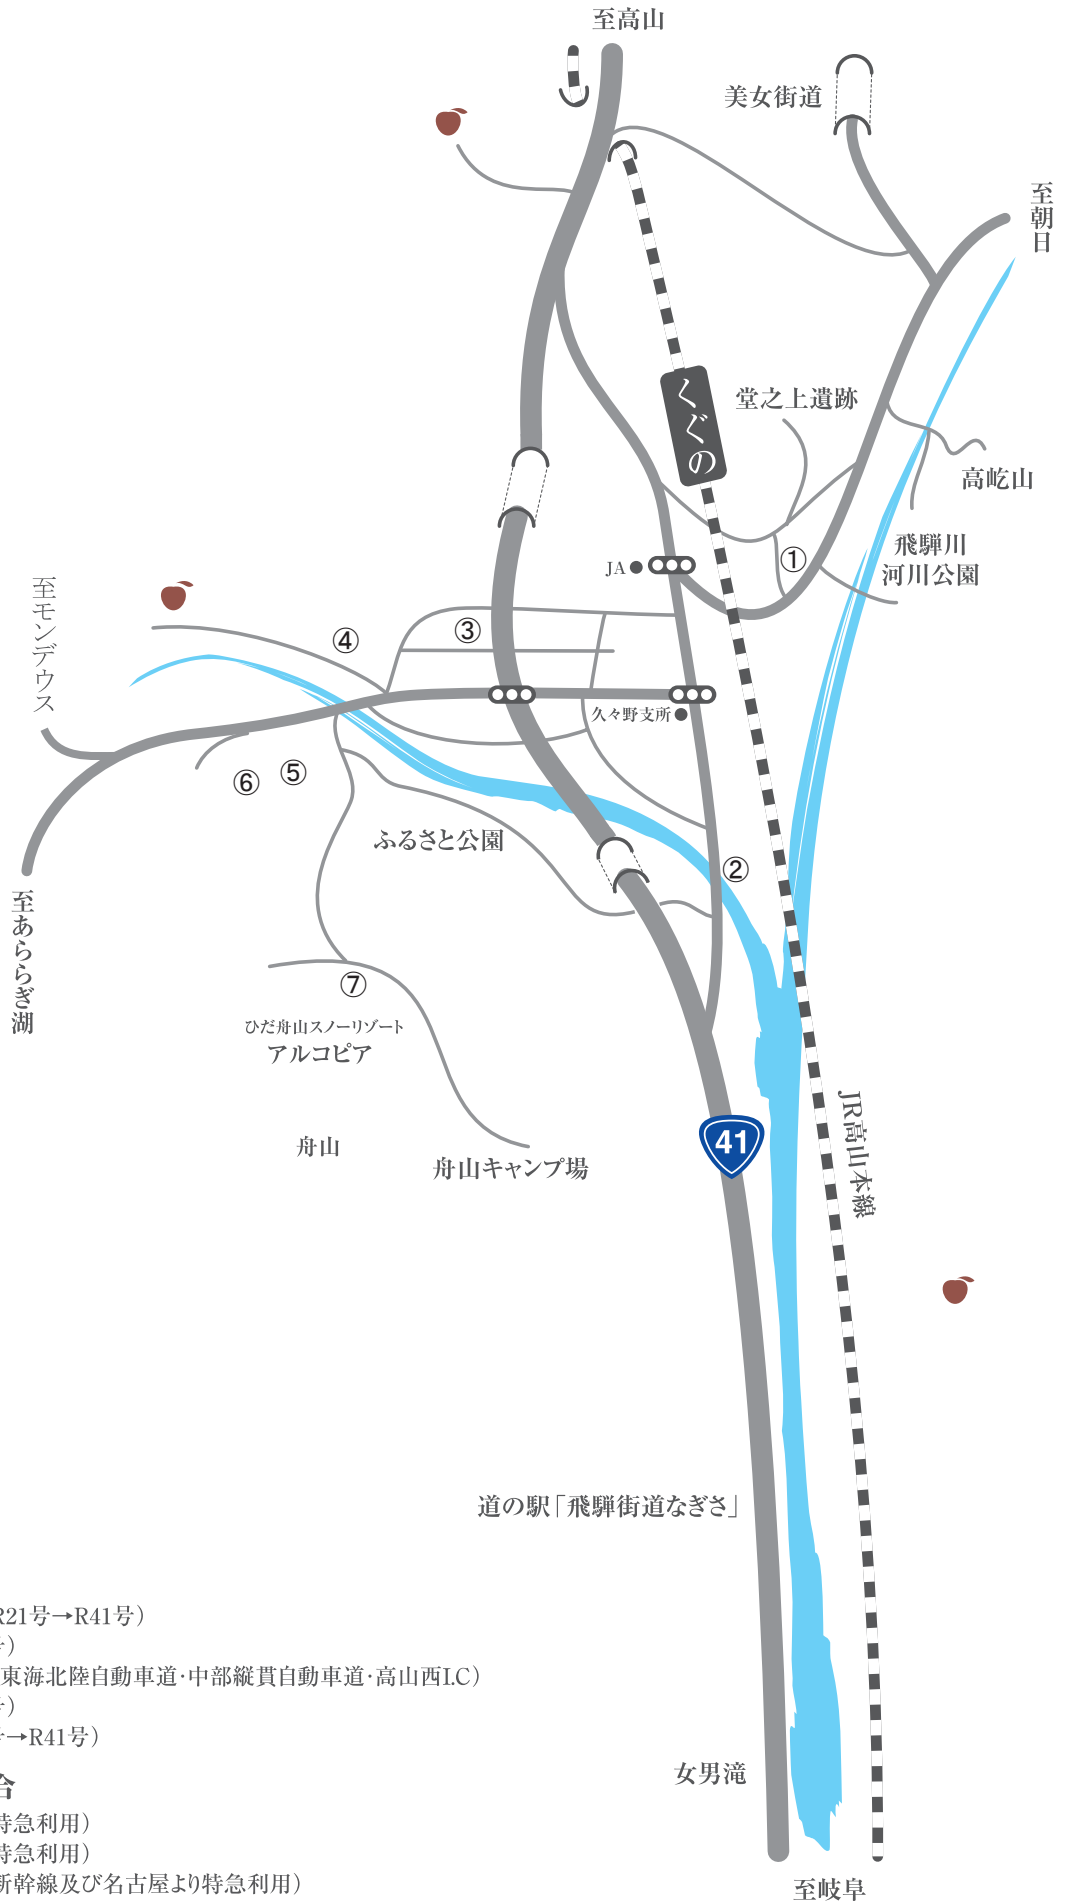 至高山
美女街道
至朝日
くぐの
堂之上遺跡
高屹山
飛騨川
河川公園
JA
①
至モンデウス
④
③
久々野支所
⑥
⑤
ふるさと公園
②
至あららぎ湖
⑦
ひだ舟山スノーリゾート
アルコピア
JR高山本線
41
舟山
舟山キャンプ場
道の駅「飛騨街道なぎさ」
R21号→R41号）
号）
東海北陸自動車道・中部縦貫自動車道・高山西I.C）
号）
号→R41号）
女男滝
合
特急利用）
特急利用）
新幹線及び名古屋より特急利用）
至岐阜